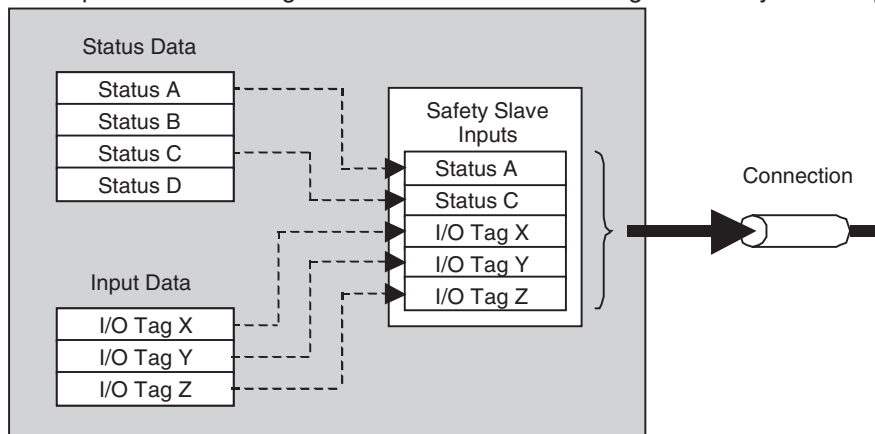 Status Data
Status A
Status B
Status C
Status D
Input Data
I/O Tag X
I/O Tag Y
I/O Tag Z
Safety Slave
Inputs
Status A
Status C
I/O Tag X
I/O Tag Y
I/O Tag Z
Connection